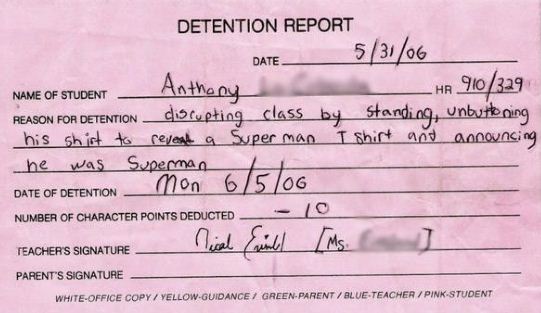 DETENTION REPORT
DATE 5/31/06
NAME OF STUDENT Anthony HR 910/329
REASON FOR DETENTION disrupting class by standing, unbuttoning
his shirt to reveal a Superman T shirt and announcing
he was Superman
DATE OF DETENTION Mon 6/5/06
NUMBER OF CHARACTER POINTS DEDUCTED - 10
TEACHER'S SIGNATURE [Ms. ]
PARENT'S SIGNATURE
WHITE-OFFICE COPY / YELLOW-GUIDANCE / GREEN-PARENT / BLUE-TEACHER / PINK-STUDENT